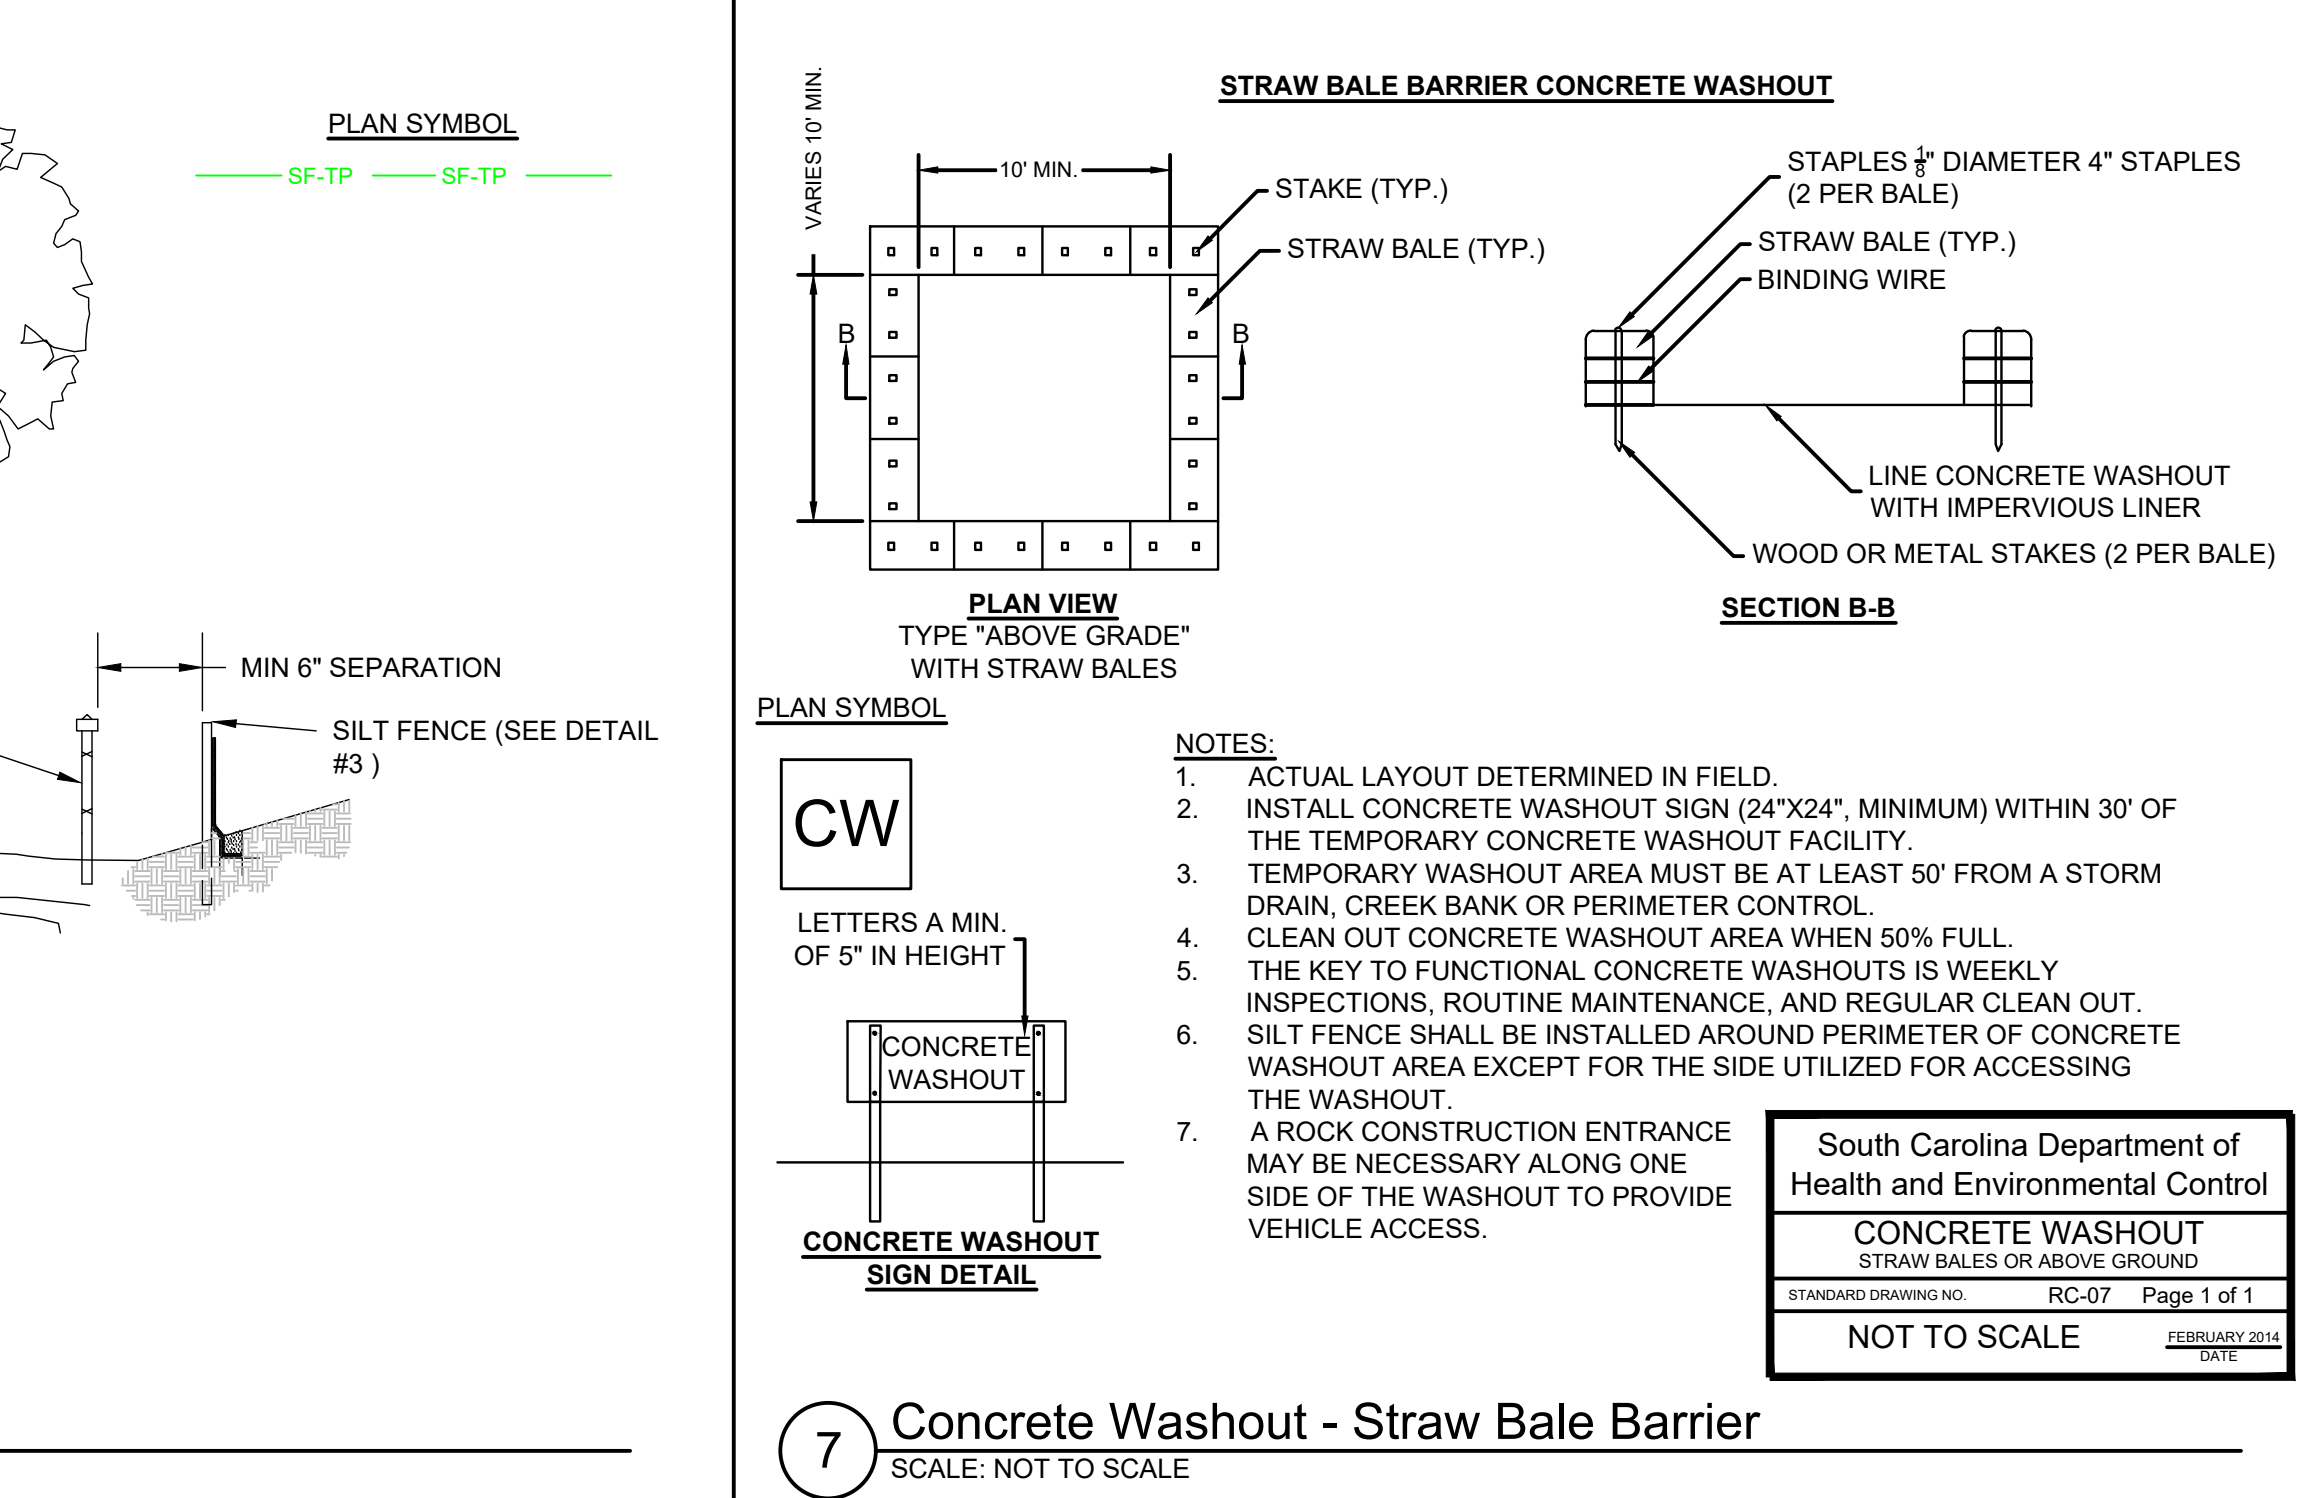 PLAN SYMBOL
SF-TP
SF-TP
MIN 6" SEPARATION
SILT FENCE (SEE DETAIL
#3 )
STRAW BALE BARRIER CONCRETE WASHOUT
VARIES 10' MIN.
10' MIN.
STAKE (TYP.)
STRAW BALE (TYP.)
B
B
PLAN VIEW
TYPE "ABOVE GRADE"
WITH STRAW BALES
STAPLES 1/8" DIAMETER 4" STAPLES
(2 PER BALE)
STRAW BALE (TYP.)
BINDING WIRE
LINE CONCRETE WASHOUT
WITH IMPERVIOUS LINER
WOOD OR METAL STAKES (2 PER BALE)
SECTION B-B
PLAN SYMBOL
CW
LETTERS A MIN.
OF 5" IN HEIGHT
CONCRETE
WASHOUT
CONCRETE WASHOUT
SIGN DETAIL
NOTES:
1. ACTUAL LAYOUT DETERMINED IN FIELD.
2. INSTALL CONCRETE WASHOUT SIGN (24"X24", MINIMUM) WITHIN 30' OF
THE TEMPORARY CONCRETE WASHOUT FACILITY.
3. TEMPORARY WASHOUT AREA MUST BE AT LEAST 50' FROM A STORM
DRAIN, CREEK BANK OR PERIMETER CONTROL.
4. CLEAN OUT CONCRETE WASHOUT AREA WHEN 50% FULL.
5. THE KEY TO FUNCTIONAL CONCRETE WASHOUTS IS WEEKLY
INSPECTIONS, ROUTINE MAINTENANCE, AND REGULAR CLEAN OUT.
6. SILT FENCE SHALL BE INSTALLED AROUND PERIMETER OF CONCRETE
WASHOUT AREA EXCEPT FOR THE SIDE UTILIZED FOR ACCESSING
THE WASHOUT.
7. A ROCK CONSTRUCTION ENTRANCE
MAY BE NECESSARY ALONG ONE
SIDE OF THE WASHOUT TO PROVIDE
VEHICLE ACCESS.
South Carolina Department of
Health and Environmental Control
CONCRETE WASHOUT
STRAW BALES OR ABOVE GROUND
STANDARD DRAWING NO. RC-07 Page 1 of 1
NOT TO SCALE
FEBRUARY 2014
DATE
7
Concrete Washout - Straw Bale Barrier
SCALE: NOT TO SCALE